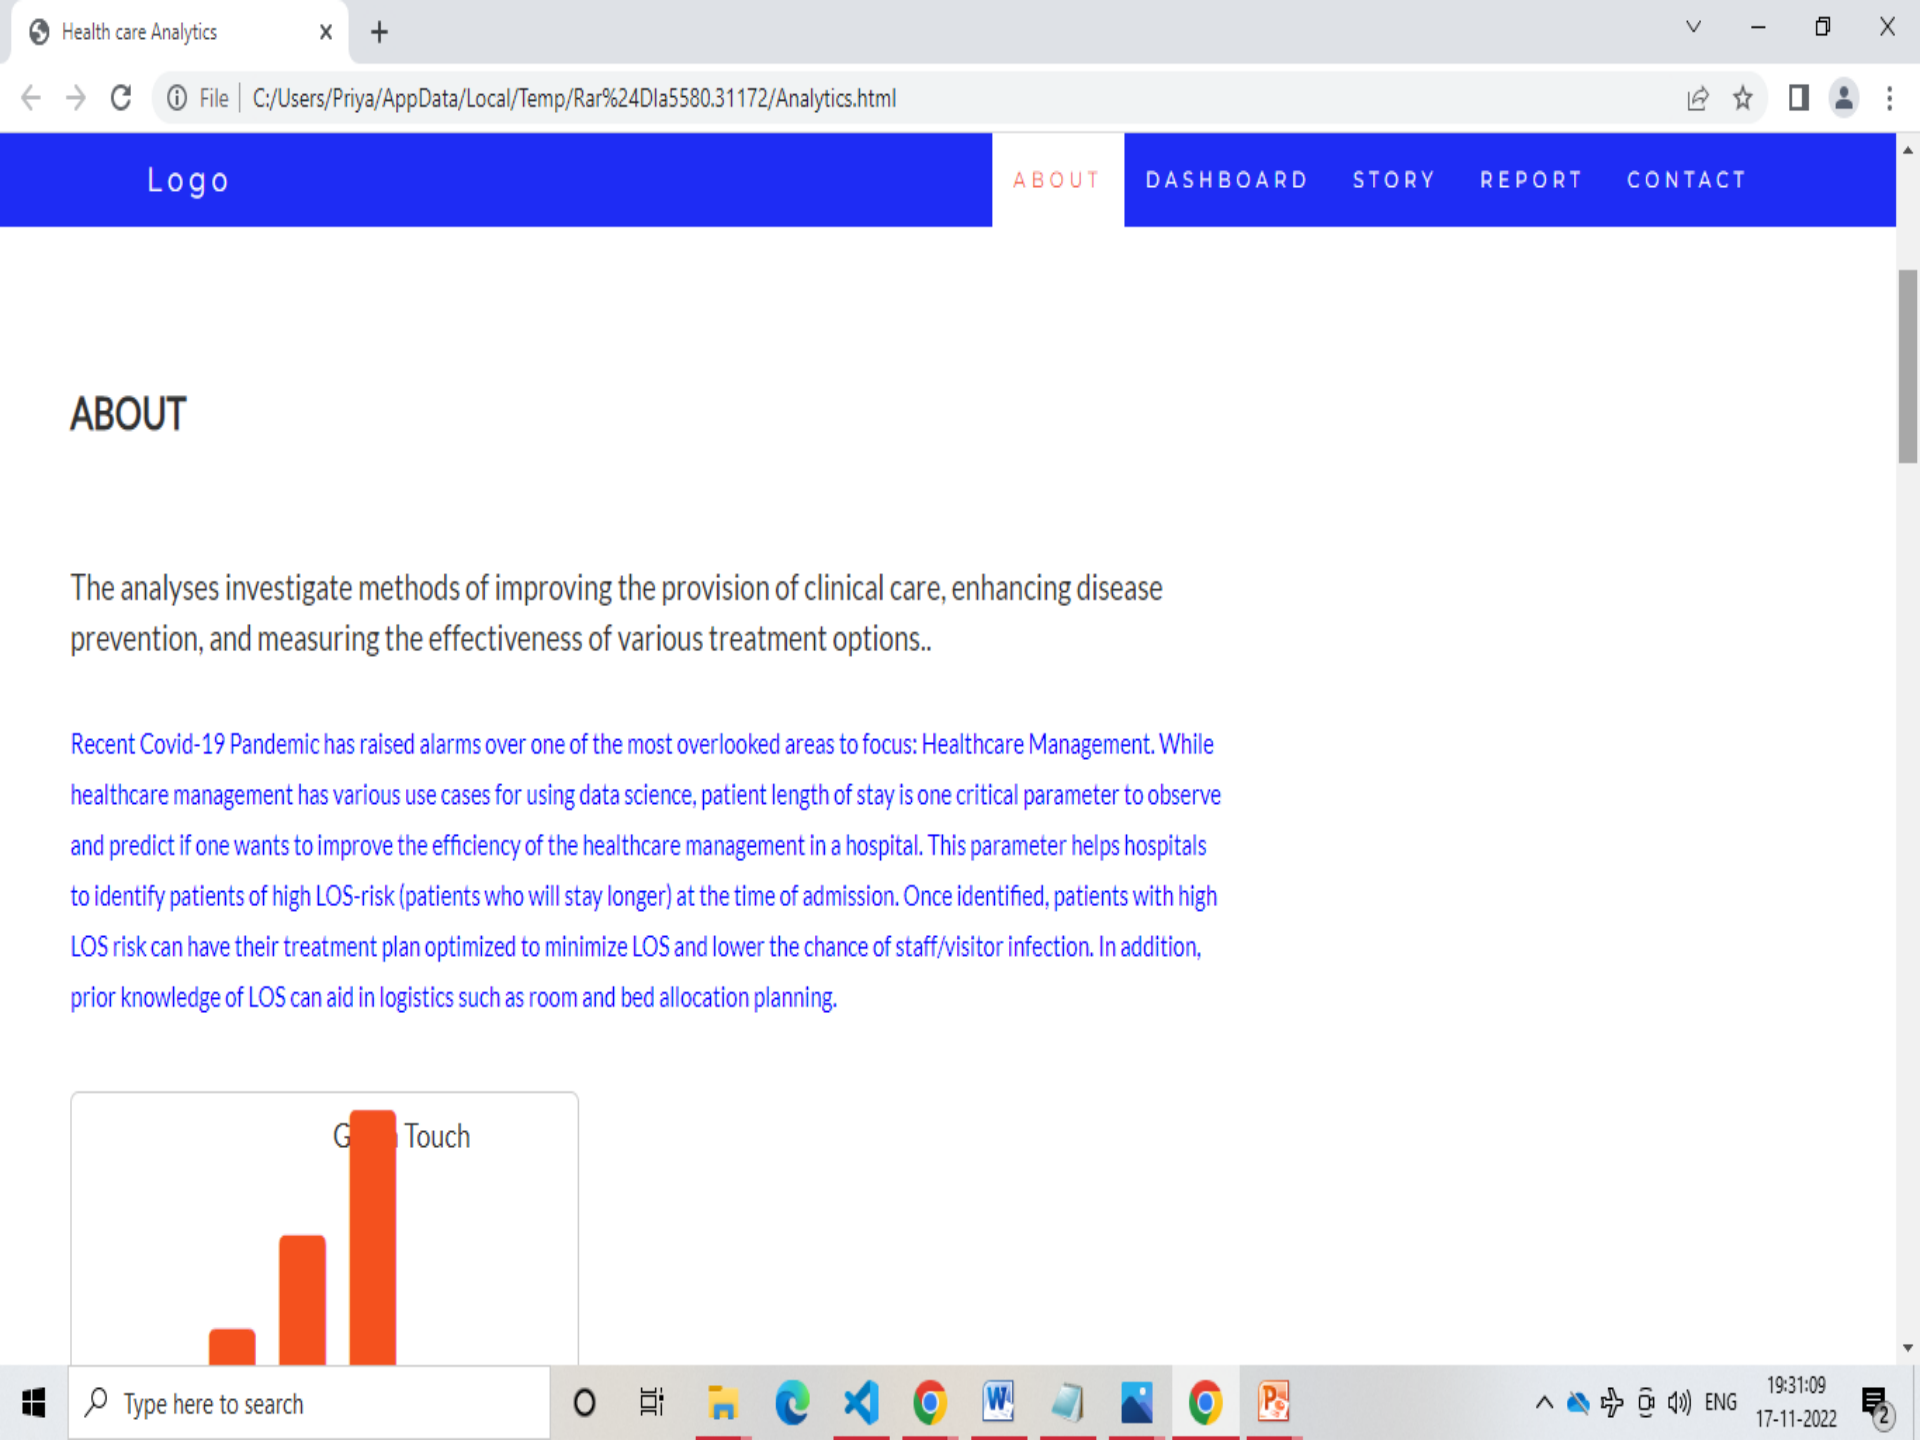 Health care Analytics
File C:/Users/Priya/AppData/Local/Temp/Rar%24DIa5580.31172/Analytics.html
Logo ABOUT DASHBOARD STORY REPORT CONTACT
ABOUT
The analyses investigate methods of improving the provision of clinical care, enhancing disease
prevention, and measuring the effectiveness of various treatment options..
Recent Covid-19 Pandemic has raised alarms over one of the most overlooked areas to focus: Healthcare Management. While
healthcare management has various use cases for using data science, patient length of stay is one critical parameter to observe
and predict if one wants to improve the efficiency of the healthcare management in a hospital. This parameter helps hospitals
to identify patients of high LOS-risk (patients who will stay longer) at the time of admission. Once identified, patients with high
LOS risk can have their treatment plan optimized to minimize LOS and lower the chance of staff/visitor infection. In addition,
prior knowledge of LOS can aid in logistics such as room and bed allocation planning.
Touch
Type here to search
ENG
19:31:09
17-11-2022
2